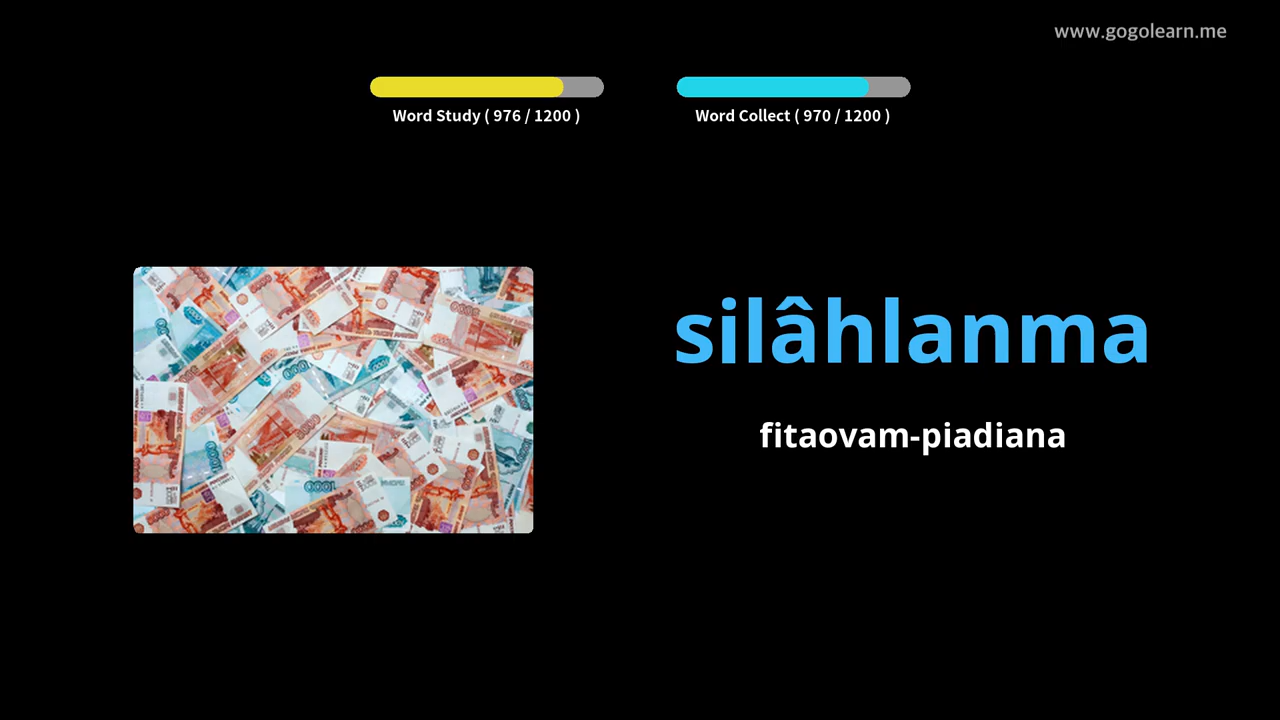 www.gogolearn.me
Word Study ( 976 / 1200 )
Word Collect ( 970 / 1200 )
silâhlanma
fitaovam-piadiana